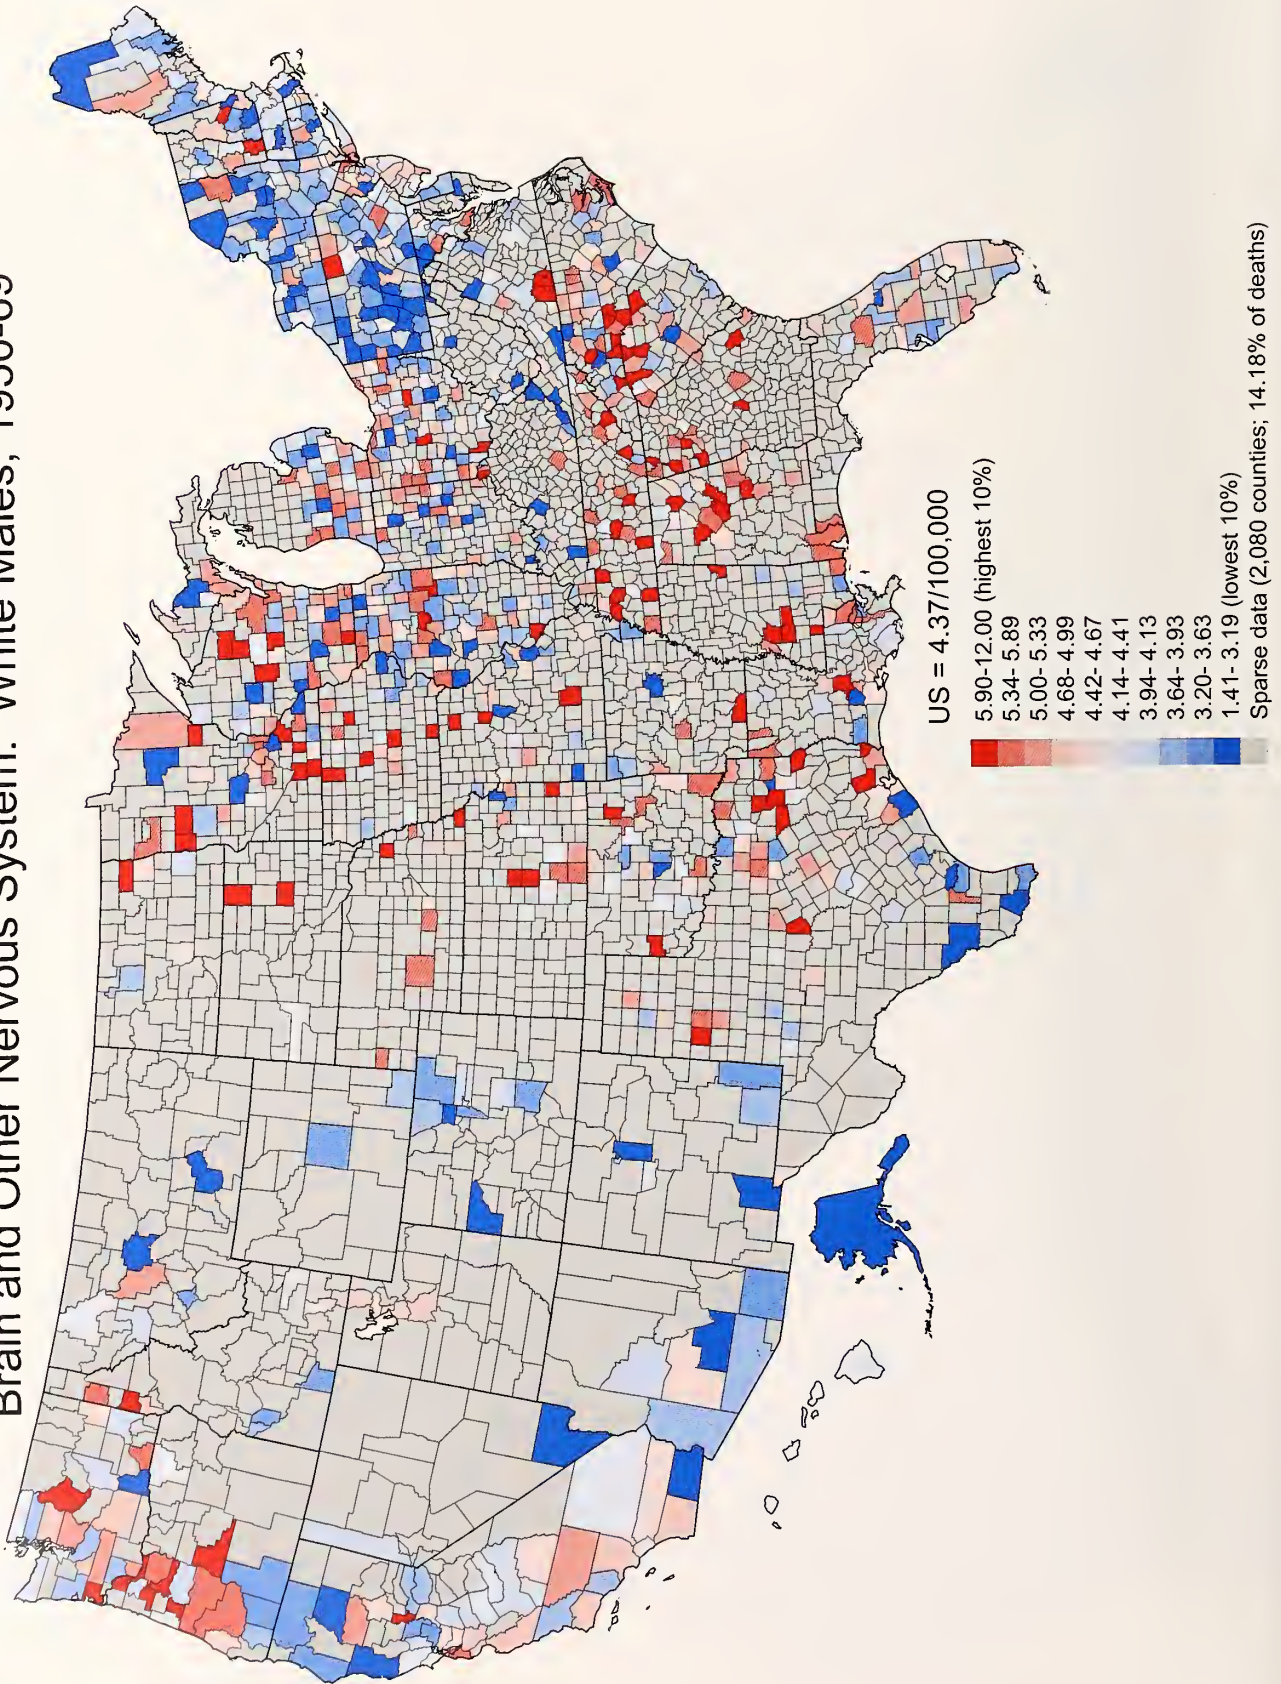 Brain and Other Nervous System: White Males, 1950-69
US = 4.37/100,000
5.90-12.00 (highest 10%)
5.34- 5.89
5.00- 5.33
4.68- 4.99
4.42- 4.67
4.14- 4.41
3.94- 4.13
3.64- 3.93
3.20- 3.63
1.41- 3.19 (lowest 10%)
Sparse data (2,080 counties; 14.18% of deaths)